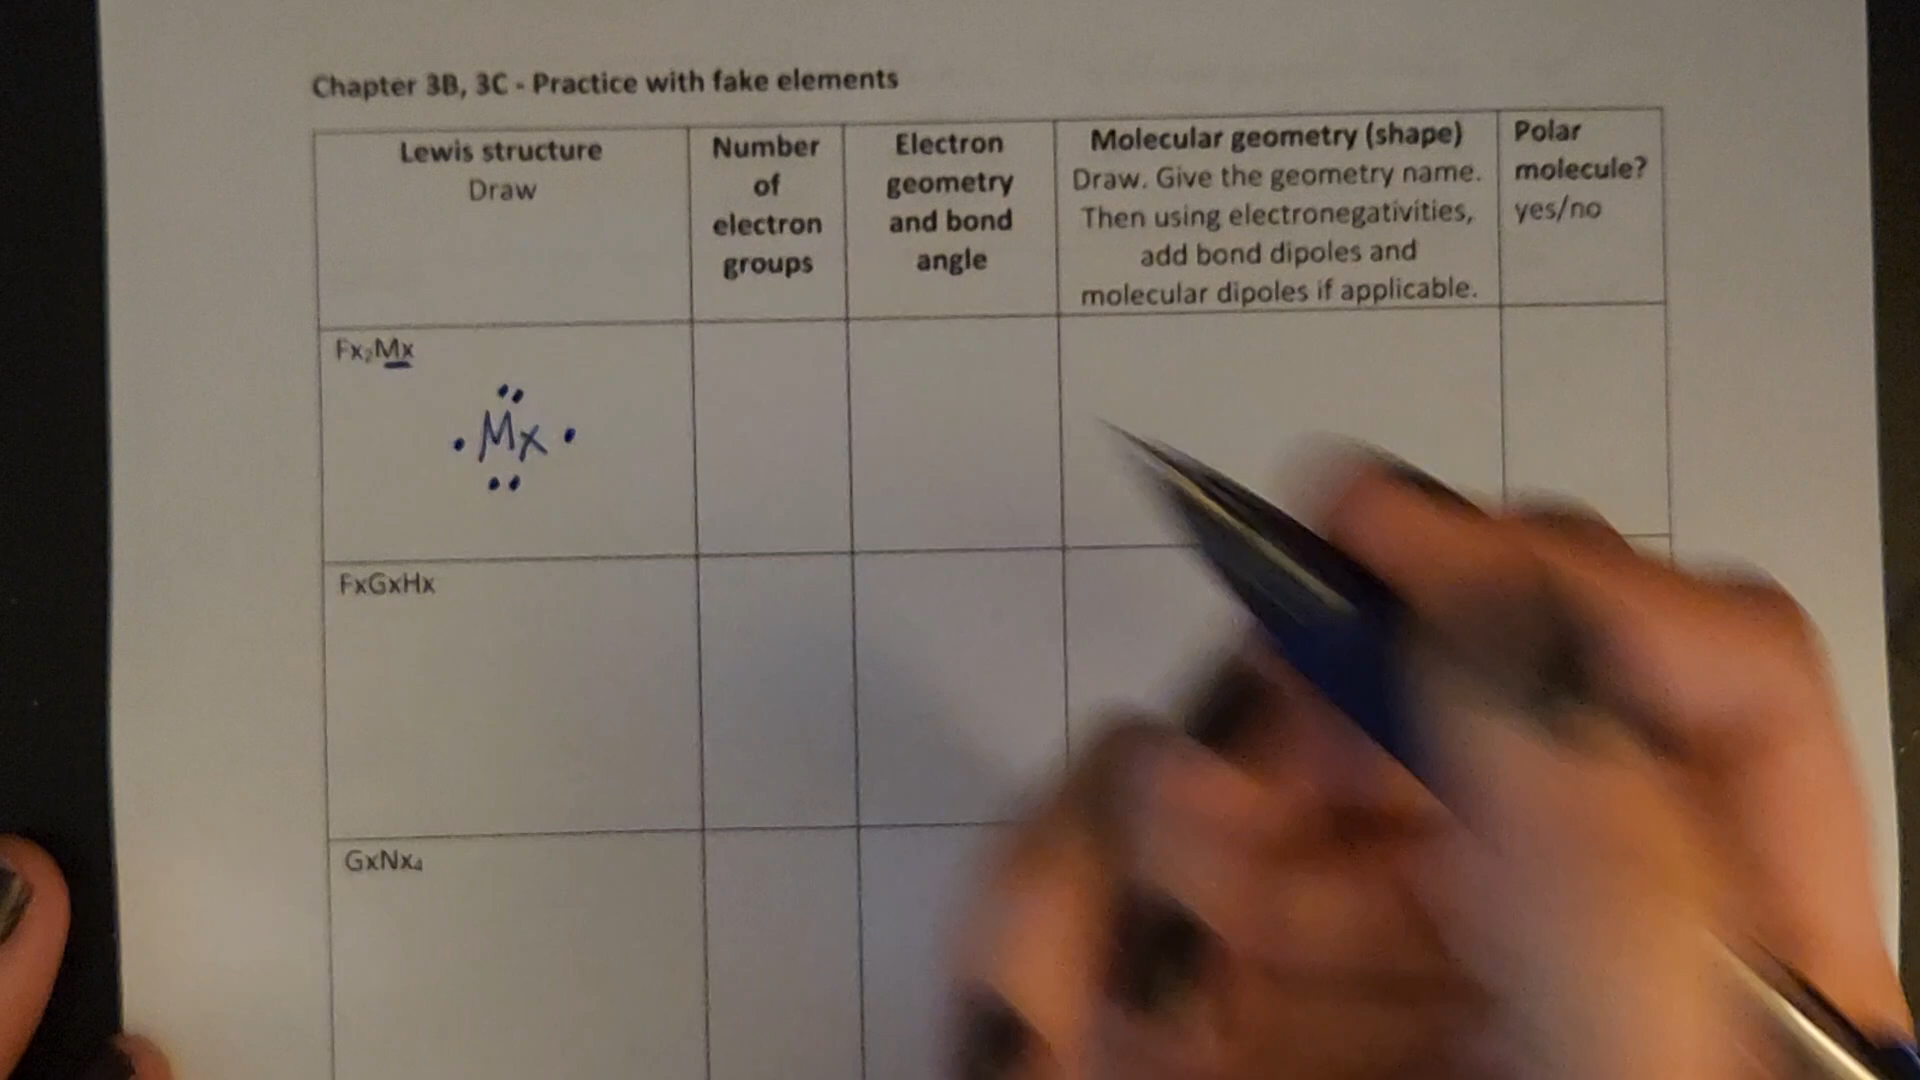 Chapter 3B, 3C - Practice with fake elements
Lewis structure
Draw
Number
of
electron
groups
Electron
geometry
and bond
angle
Molecular geometry (shape)
Draw. Give the geometry name.
Then using electronegativities,
add bond dipoles and
molecular dipoles if applicable.
Polar
molecule?
yes/no
Fx₂Mx
Mx
FxGxHx
GxNx₄